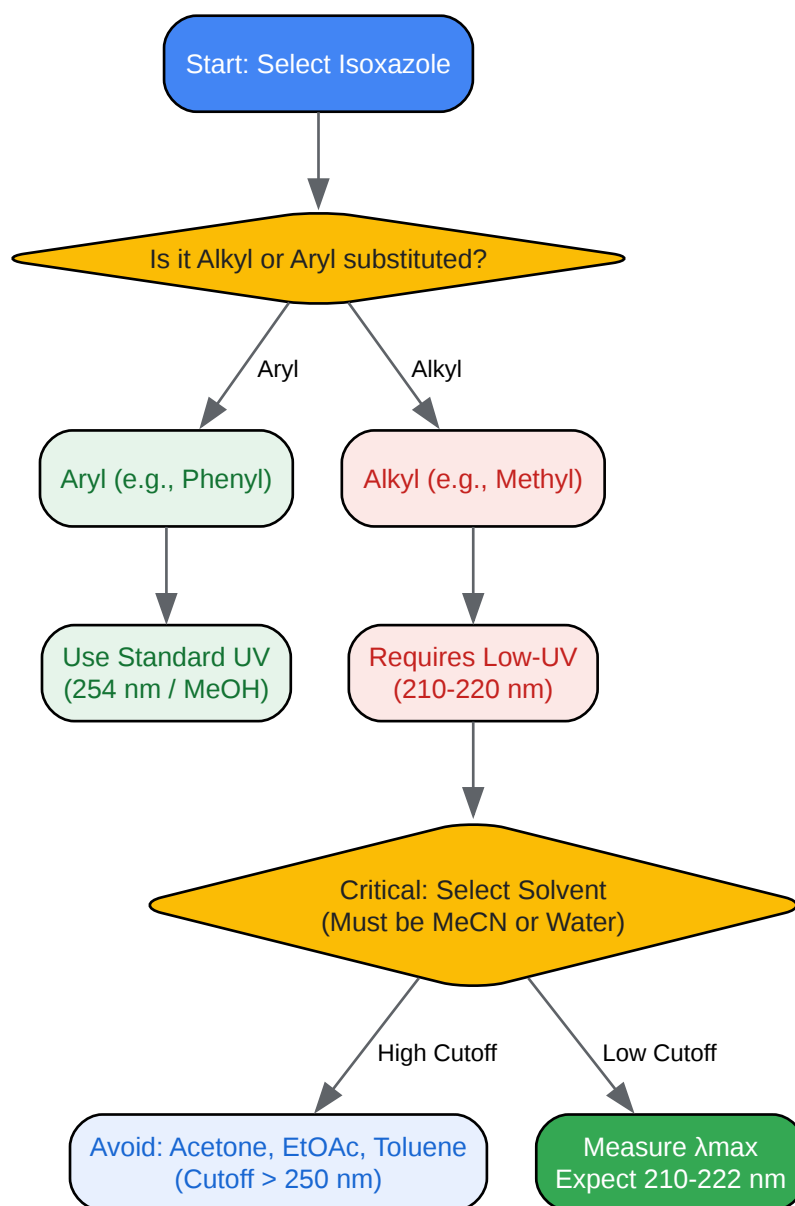 Start: Select Isoxazole
Is it Alkyl or Aryl substituted?
Aryl
Alkyl
Aryl (e.g., Phenyl)
Alkyl (e.g., Methyl)
Use Standard UV
(254 nm / MeOH)
Requires Low-UV
(210-220 nm)
Critical: Select Solvent
(Must be MeCN or Water)
High Cutoff
Low Cutoff
Avoid: Acetone, EtOAc, Toluene
(Cutoff > 250 nm)
Measure λmax
Expect 210-222 nm